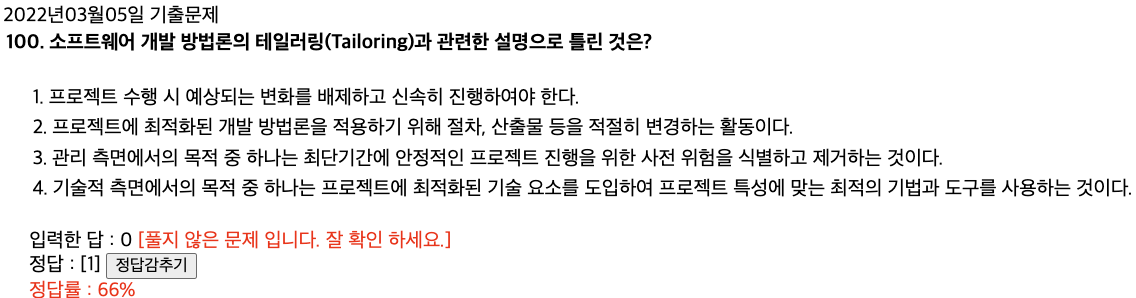 2022년03월05일 기출문제
100. 소프트웨어 개발 방법론의 테일러링(Tailoring)과 관련한 설명으로 틀린 것은?
1. 프로젝트 수행 시 예상되는 변화를 배제하고 신속히 진행하여야 한다.
2. 프로젝트에 최적화된 개발 방법론을 적용하기 위해 절차, 산출물 등을 적절히 변경하는 활동이다.
3. 관리 측면에서의 목적 중 하나는 최단기간에 안정적인 프로젝트 진행을 위한 사전 위험을 식별하고 제거하는 것이다.
4. 기술적 측면에서의 목적 중 하나는 프로젝트에 최적화된 기술 요소를 도입하여 프로젝트 특성에 맞는 최적의 기법과 도구를 사용하는 것이다.
입력한 답 : 0 [풀지 않은 문제 입니다. 잘 확인 하세요.]
정답 : [1] 정답감추기
정답률 : 66%